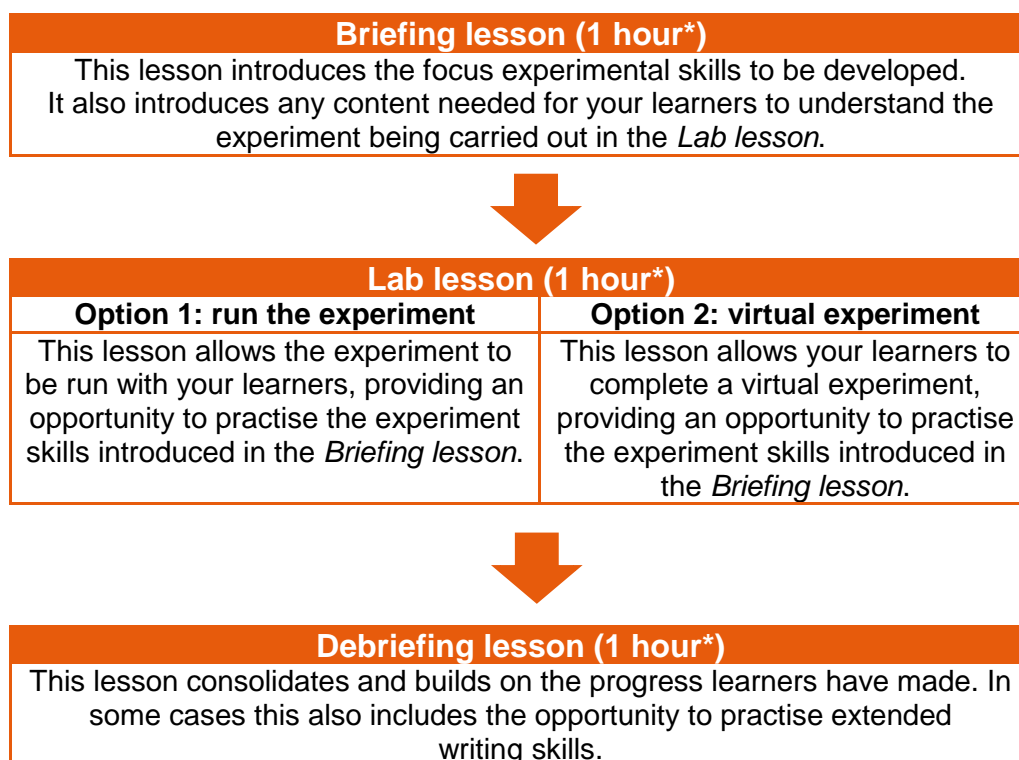 Briefing lesson (1 hour*)
This lesson introduces the focus experimental skills to be developed.
It also introduces any content needed for your learners to understand the
experiment being carried out in the Lab lesson.
Lab lesson (1 hour*)
Option 1: run the experiment
This lesson allows the experiment to
be run with your learners, providing an
opportunity to practise the experiment
skills introduced in the Briefing lesson.
Option 2: virtual experiment
This lesson allows your learners to
complete a virtual experiment,
providing an opportunity to practise
the experiment skills introduced in
the Briefing lesson.
Debriefing lesson (1 hour*)
This lesson consolidates and builds on the progress learners have made. In
some cases this also includes the opportunity to practise extended
writing skills.